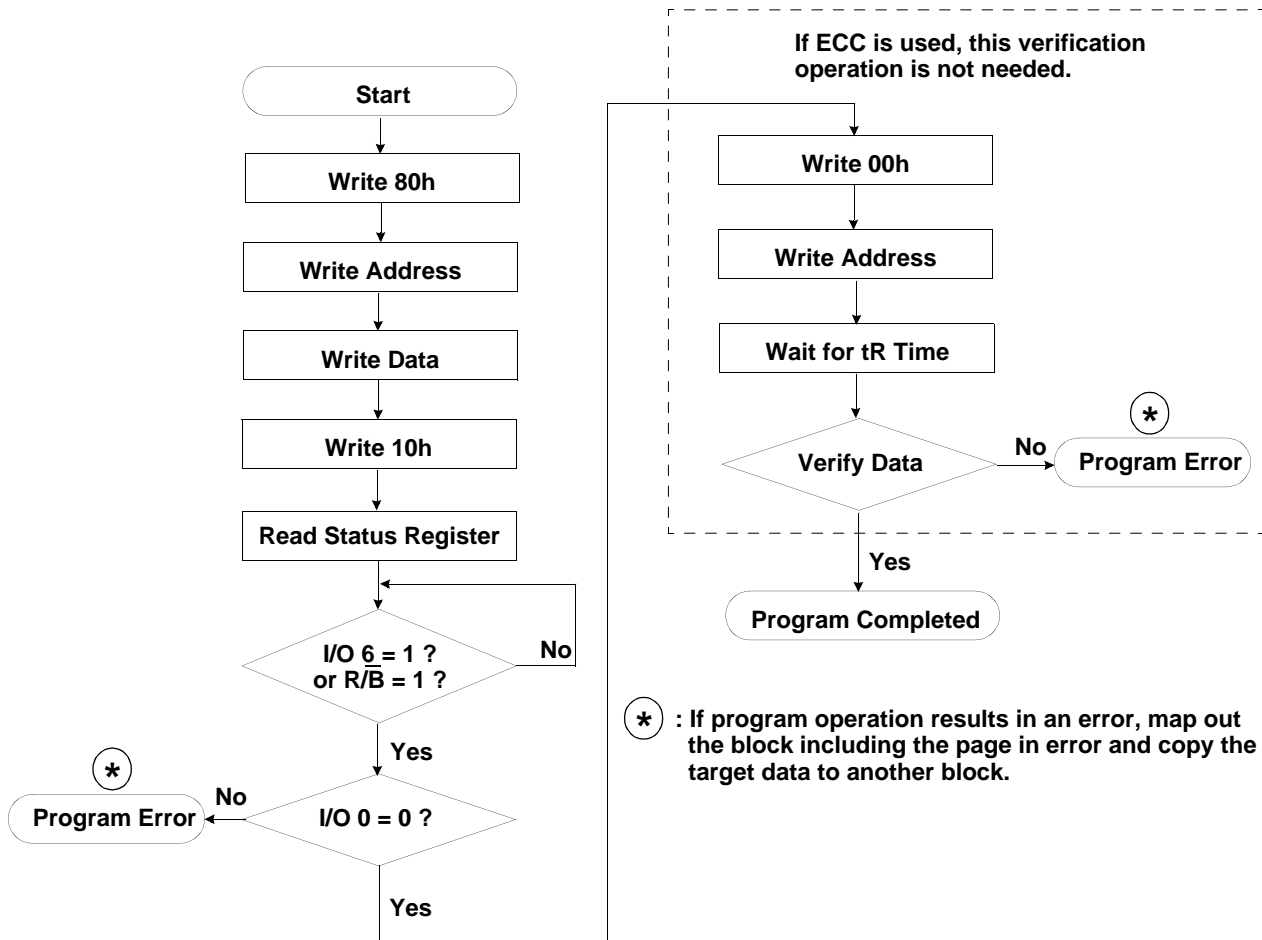 Start
Write 80h
Write Address
Write Data
Write 10h
Read Status Register
I/O 6 = 1 ?
or R/B̅ = 1 ?
No
Yes
*
No
Program Error
I/O 0 = 0 ?
Yes
If ECC is used, this verification
operation is not needed.
Write 00h
Write Address
Wait for tR Time
*
Verify Data
No
Program Error
Yes
Program Completed
* : If program operation results in an error, map out
the block including the page in error and copy the
target data to another block.